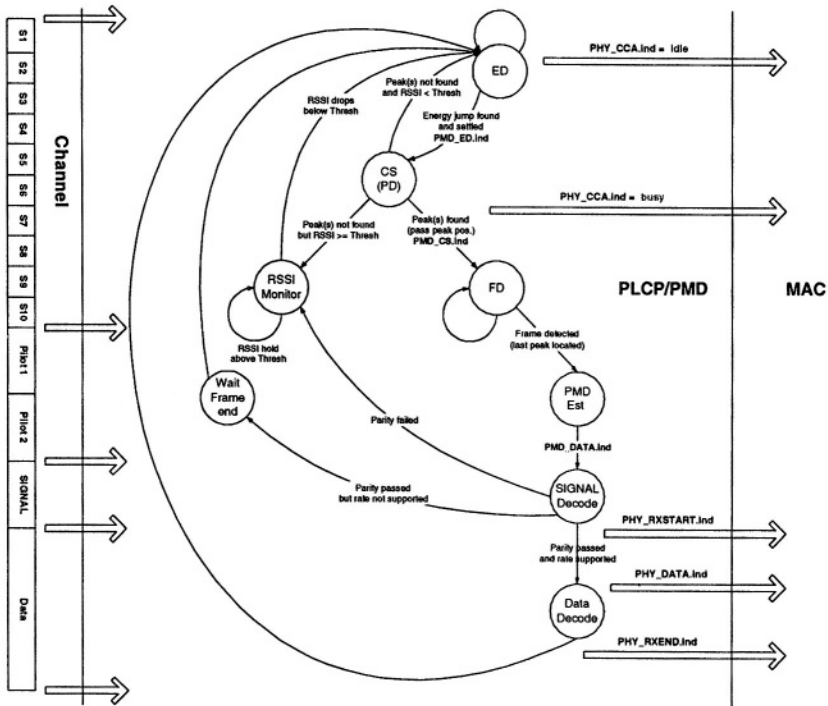 S1
S2
S3
S4
S5
S6
S7
S8
S9
S10
Pilot 1
Pilot 2
SIGNAL
Data
Channel
ED
PHY_CCA.ind = idle
Peak(s) not found
and RSSI < Thresh
RSSI drops
below Thresh
Energy jump found
and settled
PMD_ED.ind
CS
(PD)
PHY_CCA.ind = busy
Peak(s) not found
but RSSI >= Thresh
Peak(s) found
(pass peak pos.)
PMD_CS.ind
RSSI
Monitor
FD
PLCP/PMD
MAC
RSSI hold
above Thresh
Frame detected
(last peak located)
Wait
Frame
end
PMD
Est
Parity failed
PMD_DATA.ind
Parity passed
but rate not supported
SIGNAL
Decode
PHY_RXSTART.ind
Parity passed
and rate supported
PHY_DATA.ind
Data
Decode
PHY_RXEND.ind